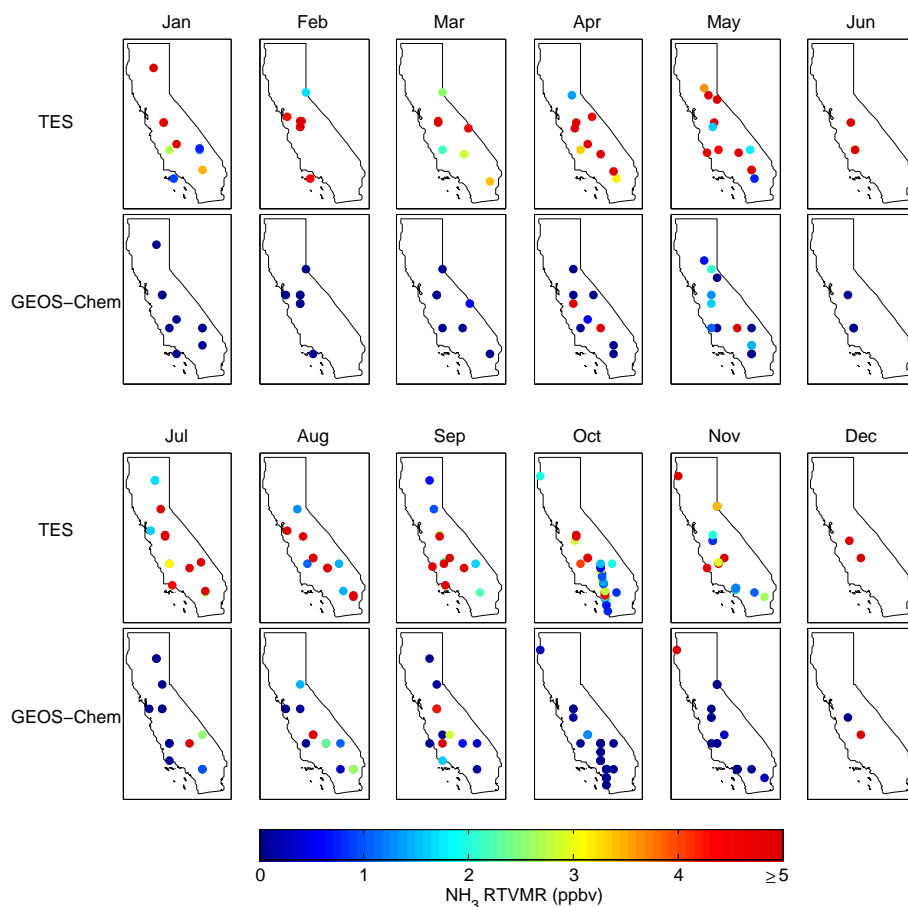 Jan Feb Mar Apr May Jun
TES
GEOS−Chem
Jul Aug Sep Oct Nov Dec
TES
GEOS−Chem
0 1 2 3 4 ≥5
NH3 RTVMR (ppbv)